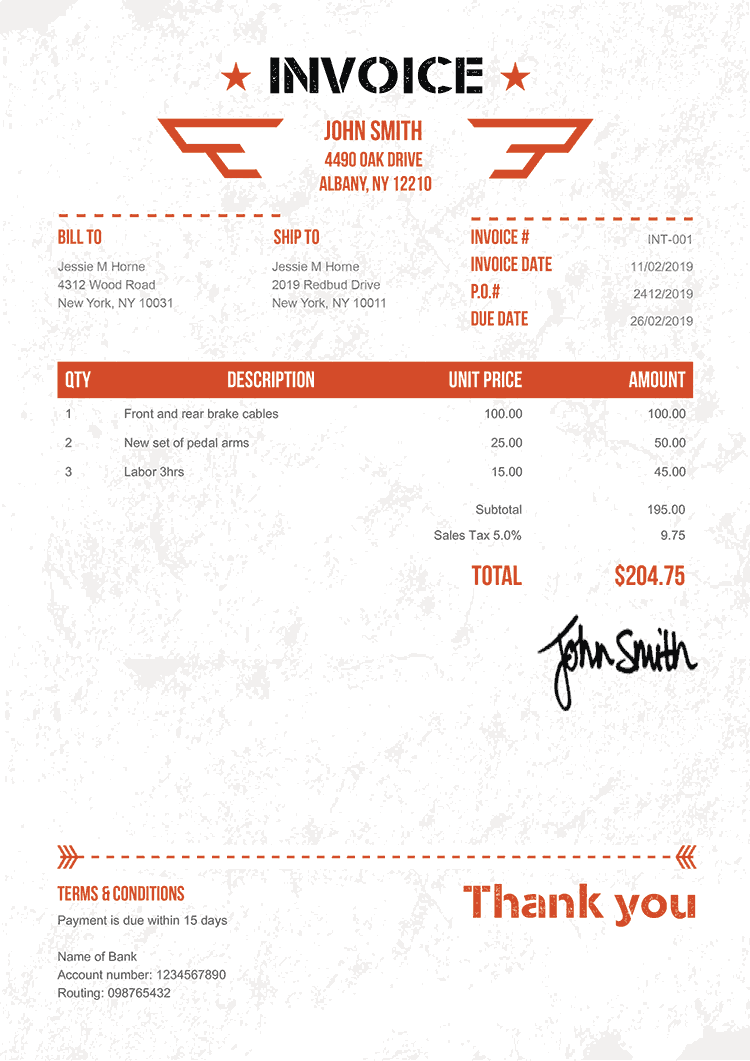 INVOICE
JOHN SMITH
4490 OAK DRIVE
ALBANY, NY 12210
BILL TO
Jessie M Horne
4312 Wood Road
New York, NY 10031
SHIP TO
Jessie M Horne
2019 Redbud Drive
New York, NY 10011
INVOICE # INT-001
INVOICE DATE 11/02/2019
P.O.# 2412/2019
DUE DATE 26/02/2019
QTY DESCRIPTION UNIT PRICE AMOUNT
1 Front and rear brake cables 100.00 100.00
2 New set of pedal arms 25.00 50.00
3 Labor 3hrs 15.00 45.00
Subtotal 195.00
Sales Tax 5.0% 9.75
TOTAL $204.75
John Smith
TERMS & CONDITIONS
Payment is due within 15 days
Name of Bank
Account number: 1234567890
Routing: 098765432
Thank you